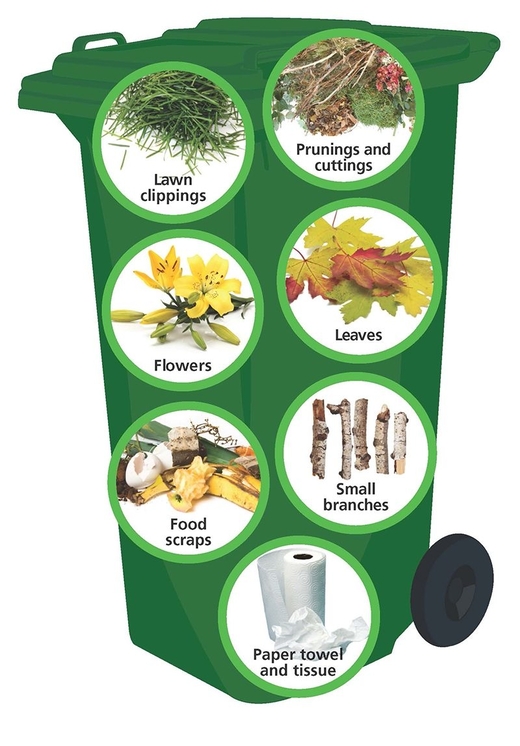 Lawn
clippings
Prunings and
cuttings
Flowers
Leaves
Food
scraps
Small
branches
Paper towel
and tissue